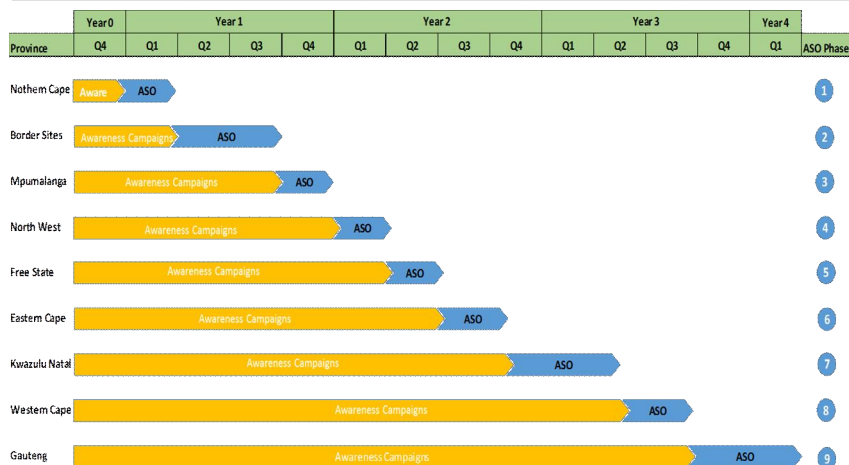 Year 0 Year 1 Year 2 Year 3 Year 4
Province Q4 Q1 Q2 Q3 Q4 Q1 Q2 Q3 Q4 Q1 Q2 Q3 Q4 Q1 ASO Phase
Nothern Cape Aware ASO 1
Border Sites Awareness Campaigns ASO 2
Mpumalanga Awareness Campaigns ASO 3
North West Awareness Campaigns ASO 4
Free State Awareness Campaigns ASO 5
Eastern Cape Awareness Campaigns ASO 6
Kwazulu Natal Awareness Campaigns ASO 7
Western Cape Awareness Campaigns ASO 8
Gauteng Awareness Campaigns ASO 9